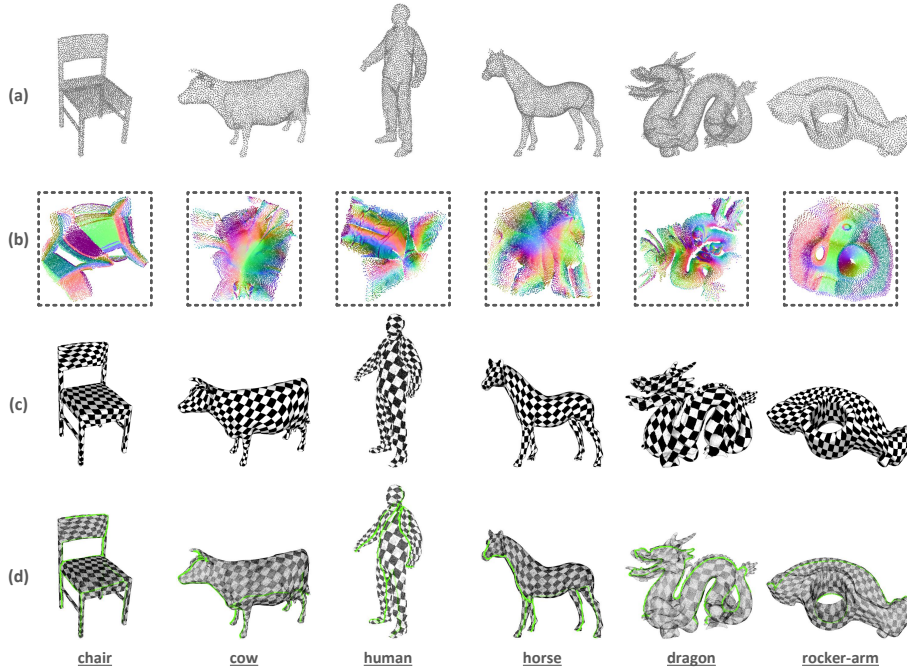 (a)
(b)
(c)
(d)
chair cow human horse dragon rocker-arm